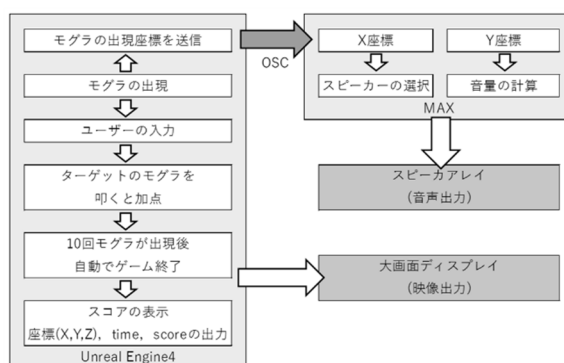 モグラの出現座標を送信
モグラの出現
ユーザーの入力
ターゲットのモグラを
叩くと加点
10回モグラが出現後
自動でゲーム終了
スコアの表示
座標(X,Y,Z)，time，scoreの出力
Unreal Engine4
OSC
X座標
Y座標
スピーカーの選択
音量の計算
MAX
スピーカアレイ
(音声出力)
大画面ディスプレイ
(映像出力)